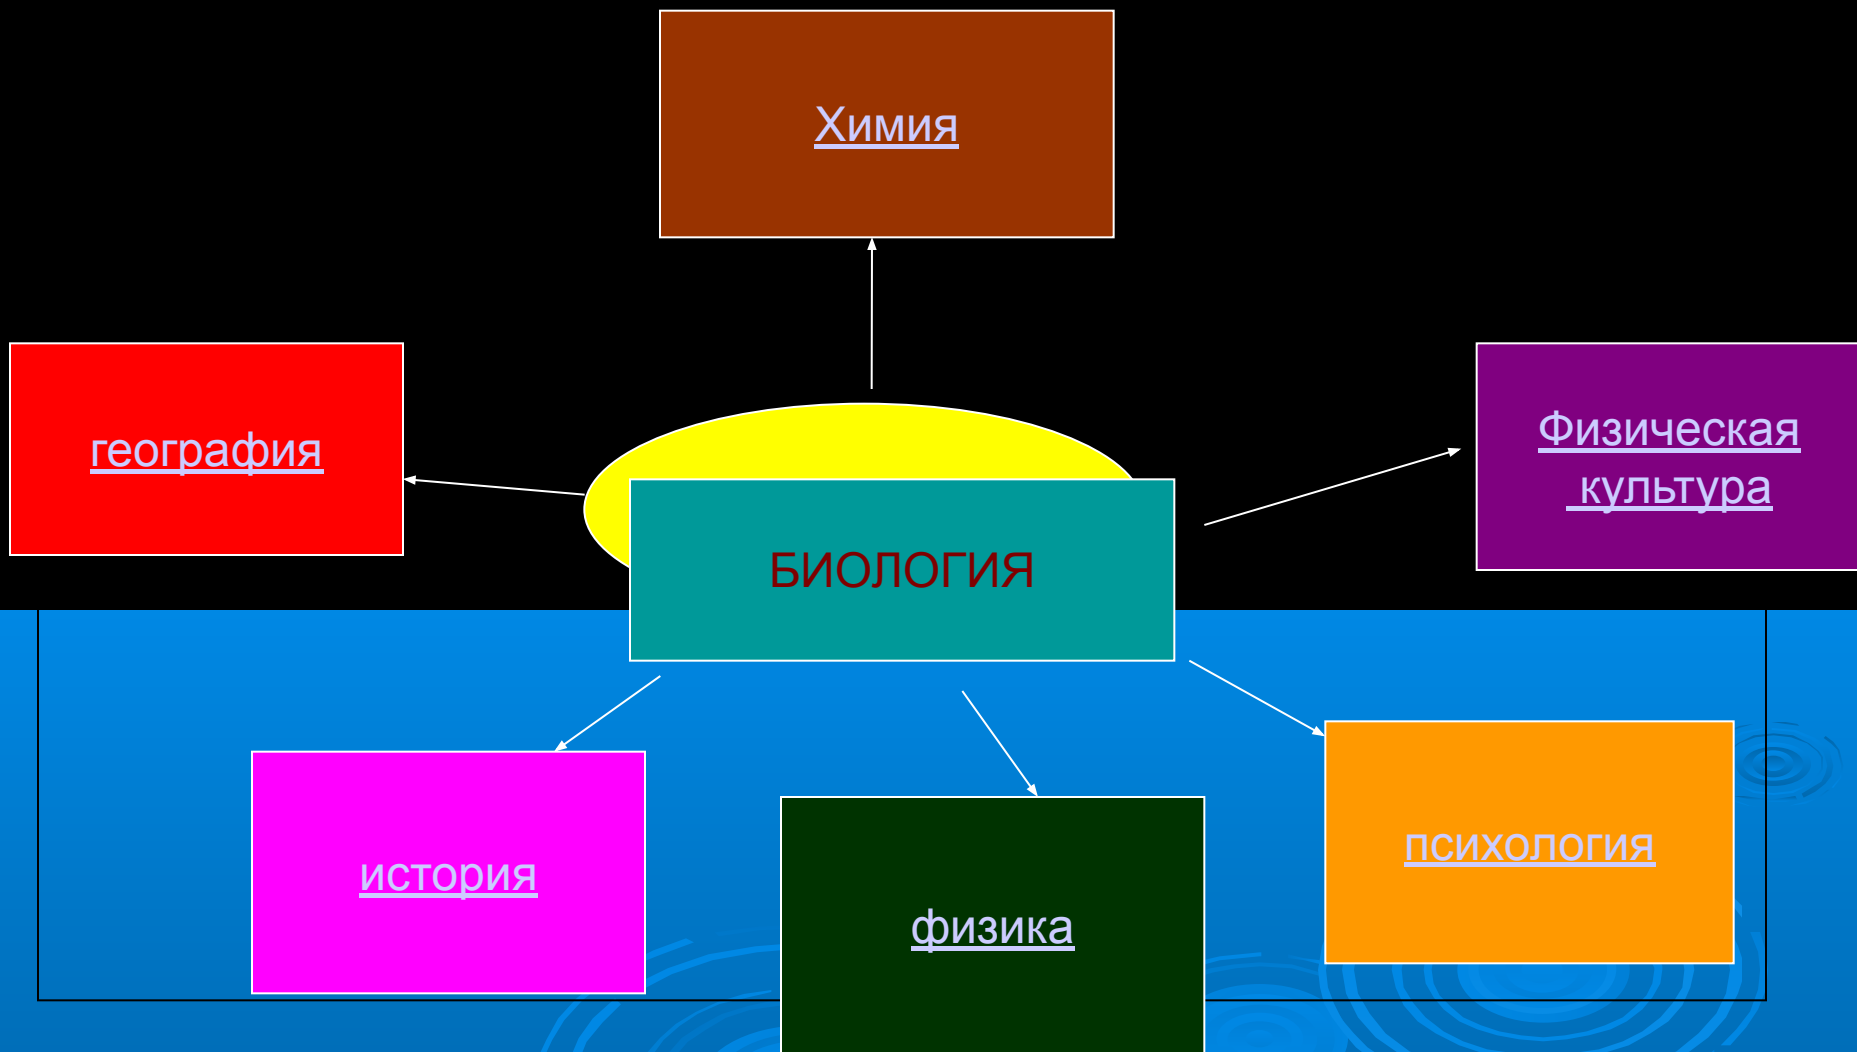 Химия
география
Физическая
культура
БИОЛОГИЯ
история
физика
психология